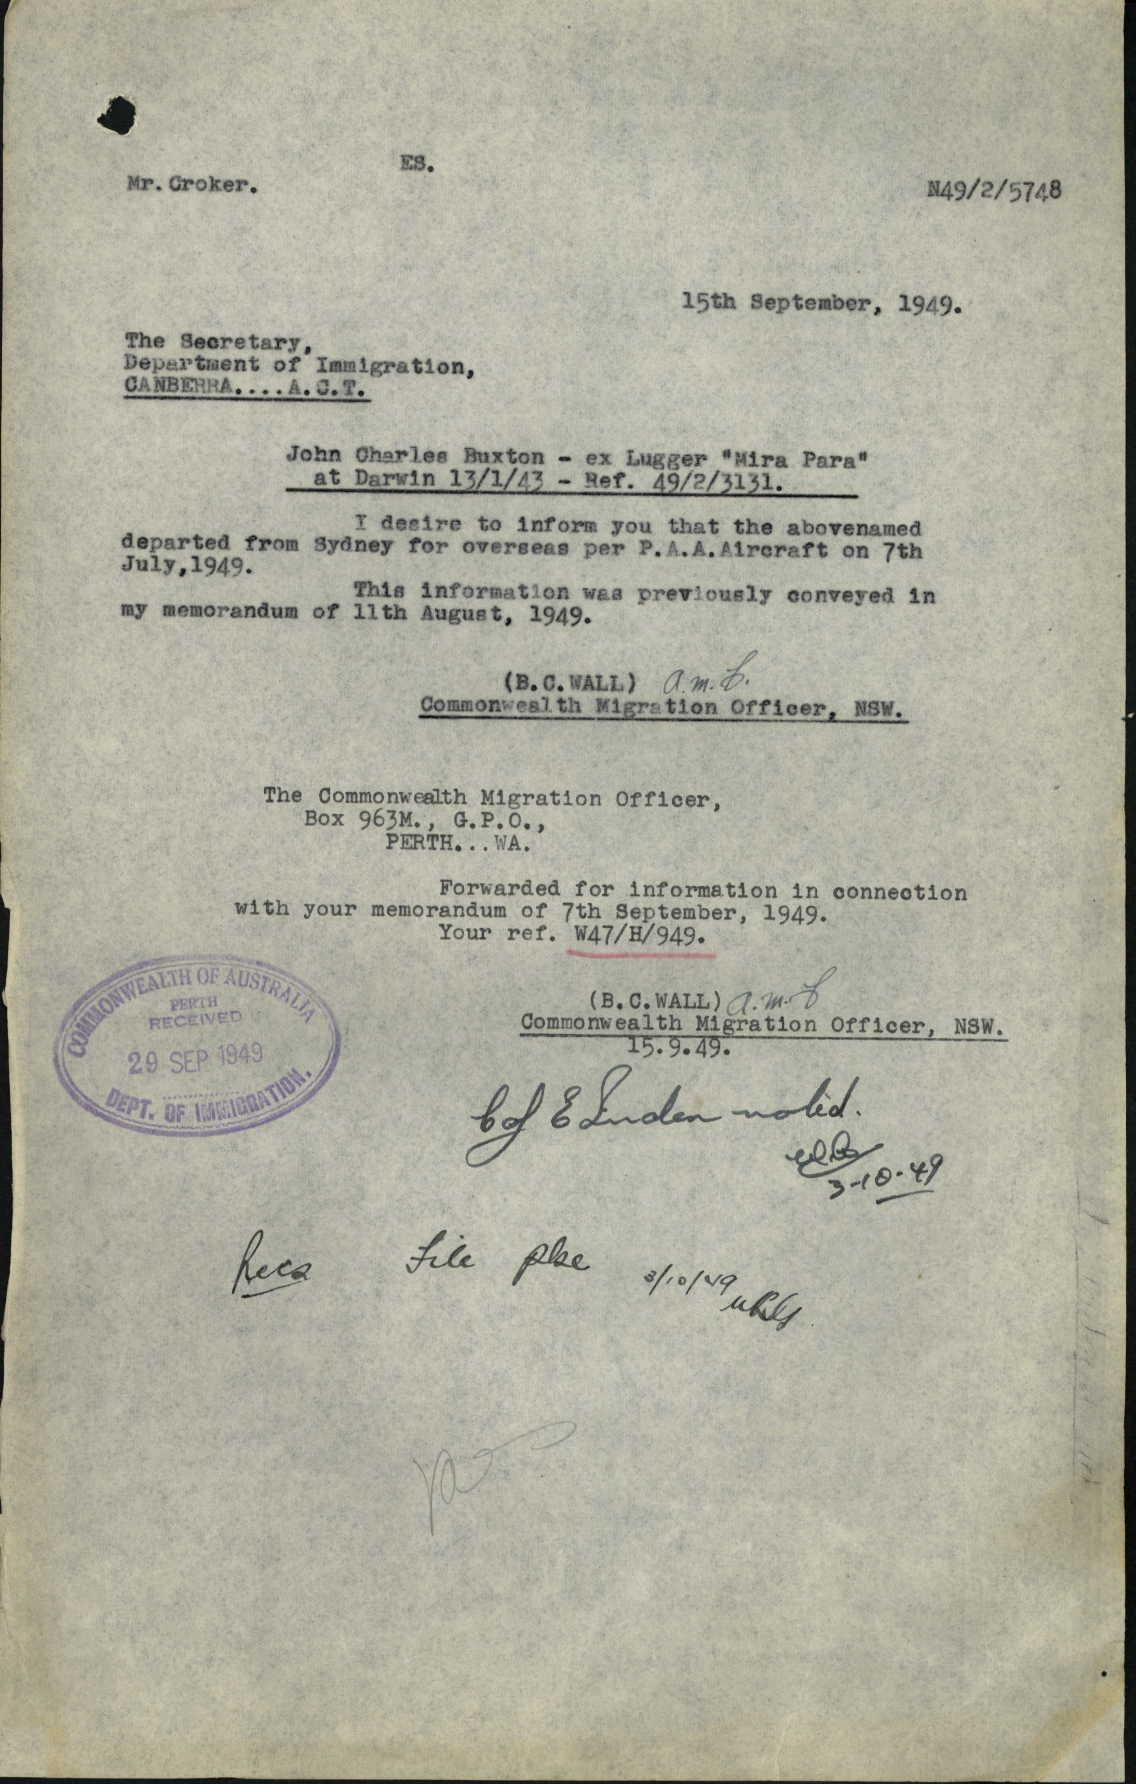 ES.
Mr. Croker.
N49/2/5748
15th September, 1949.
The Secretary,
Department of Immigration,
CANBERRA....A.C.T.
John Charles Buxton - ex Lugger "Mira Para"
at Darwin 13/1/43 - Ref. 49/2/3131.
I desire to inform you that the abovenamed
departed from Sydney for overseas per P.A.A.Aircraft on 7th
July,1949.
This information was previously conveyed in
my memorandum of 11th August, 1949.
(B.C.WALL) a.m.b.
Commonwealth Migration Officer, NSW.
The Commonwealth Migration Officer,
Box 963M., G.P.O.,
PERTH...WA.
Forwarded for information in connection
with your memorandum of 7th September, 1949.
Your ref. W47/H/949.
COMMONWEALTH OF AUSTRALIA
PERTH
RECEIVED
29 SEP 1949
DEPT. OF IMMIGRATION.
(B.C.WALL) a.m.b
Commonwealth Migration Officer, NSW.
15.9.49.
C of E Index noted.
3-10-49
Recs File plse 3/10/49